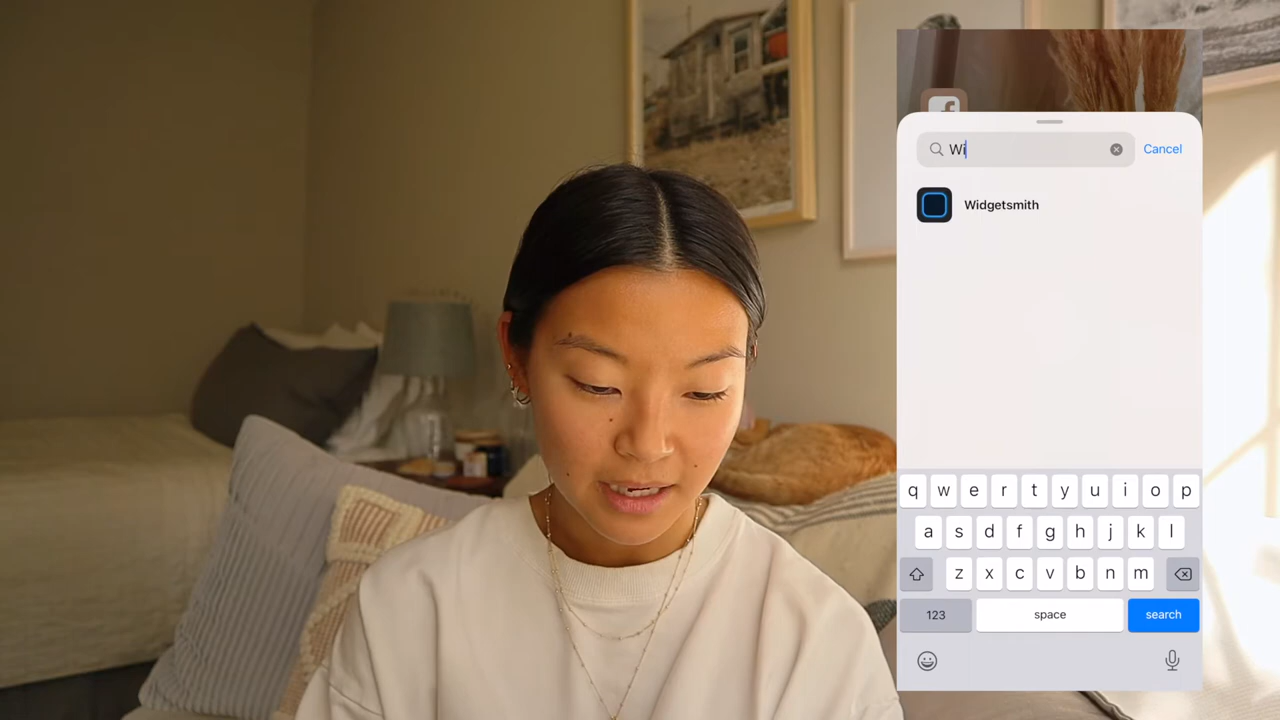 Wi
Cancel
Widgetsmith
q w e r t y u i o p
a s d f g h j k l
z x c v b n m
123 space search